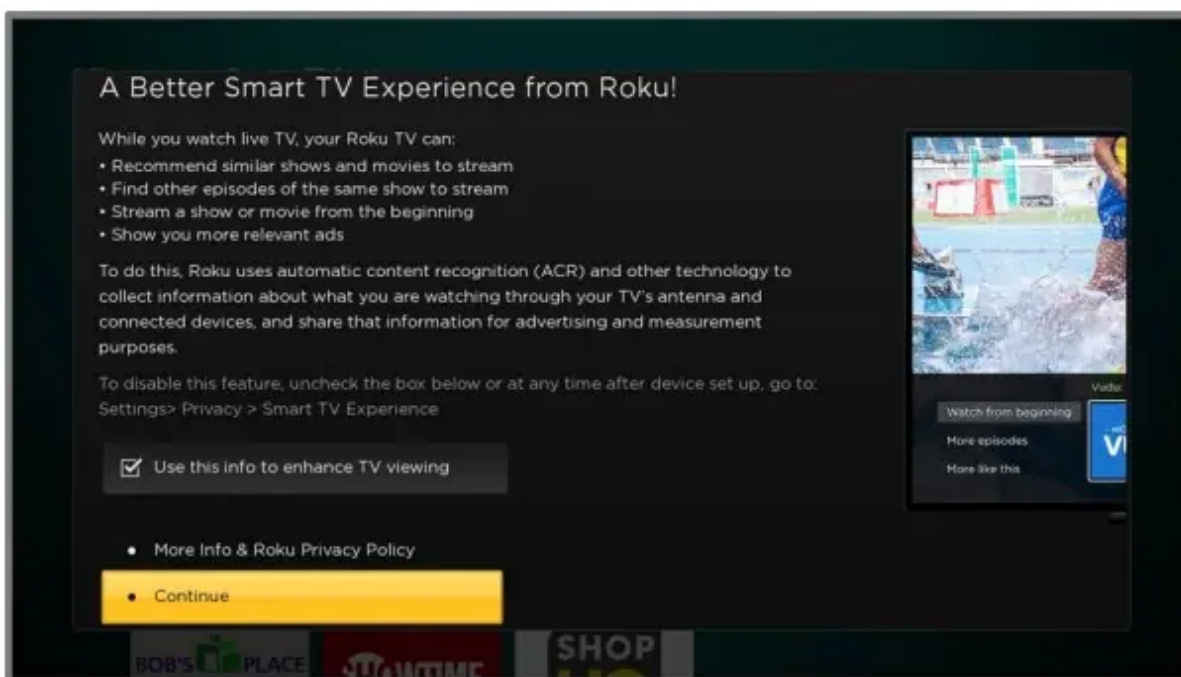 A Better Smart TV Experience from Roku!
While you watch live TV, your Roku TV can:
• Recommend similar shows and movies to stream
• Find other episodes of the same show to stream
• Stream a show or movie from the beginning
• Show you more relevant ads
To do this, Roku uses automatic content recognition (ACR) and other technology to
collect information about what you are watching through your TV's antenna and
connected devices, and share that information for advertising and measurement
purposes.
To disable this feature, uncheck the box below or at any time after device set up, go to:
Settings> Privacy > Smart TV Experience
Use this info to enhance TV viewing
• More Info & Roku Privacy Policy
• Continue
Vudu:
Watch from beginning
More episodes
More like this
BOB'S PLACE
SHOWTIME
SHOP